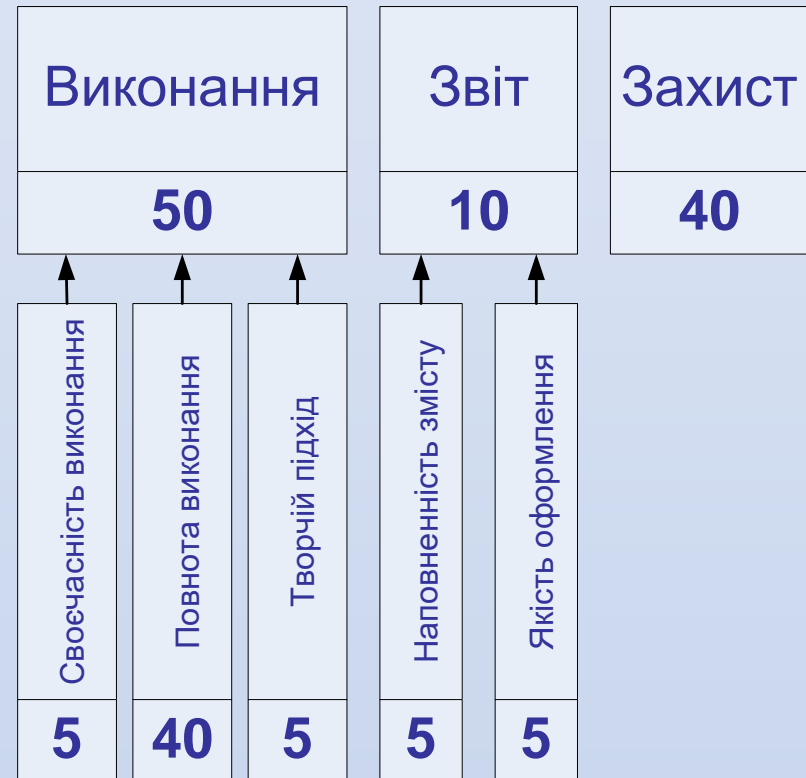 Виконання
50
Звіт
10
Захист
40
Своєчасність виконання
5
Повнота виконання
40
Творчій підхід
5
Наповненність змісту
5
Якість оформлення
5